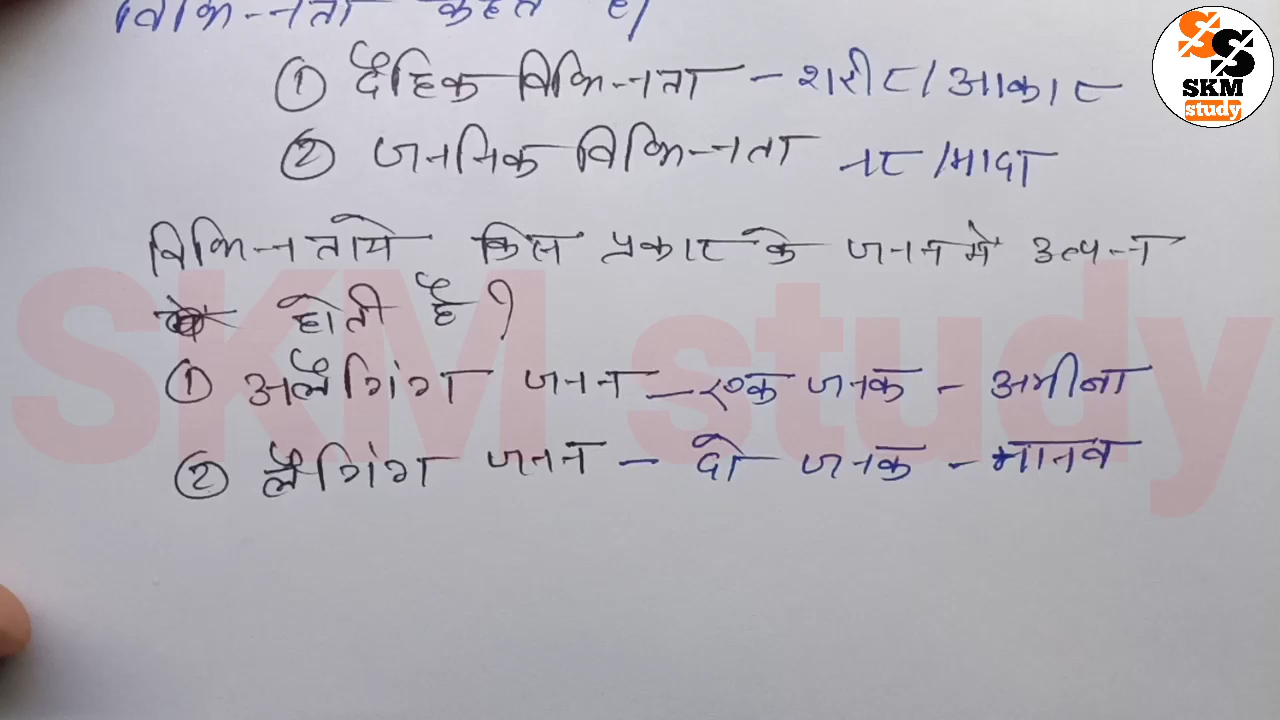 विभिन्नता कहते है।
① दैहिक विभिन्नता - शरीर/आकार
② जननिक विभिन्नता नर/मादा
विभिन्नतायें किस प्रकार के जनन में उत्पन्न
होती है?
① अलैगिंग जनन - एक जनक - अमीबा
② लैगिंग जनन - दो जनक - मानव
SKM study
SS
SKM
study